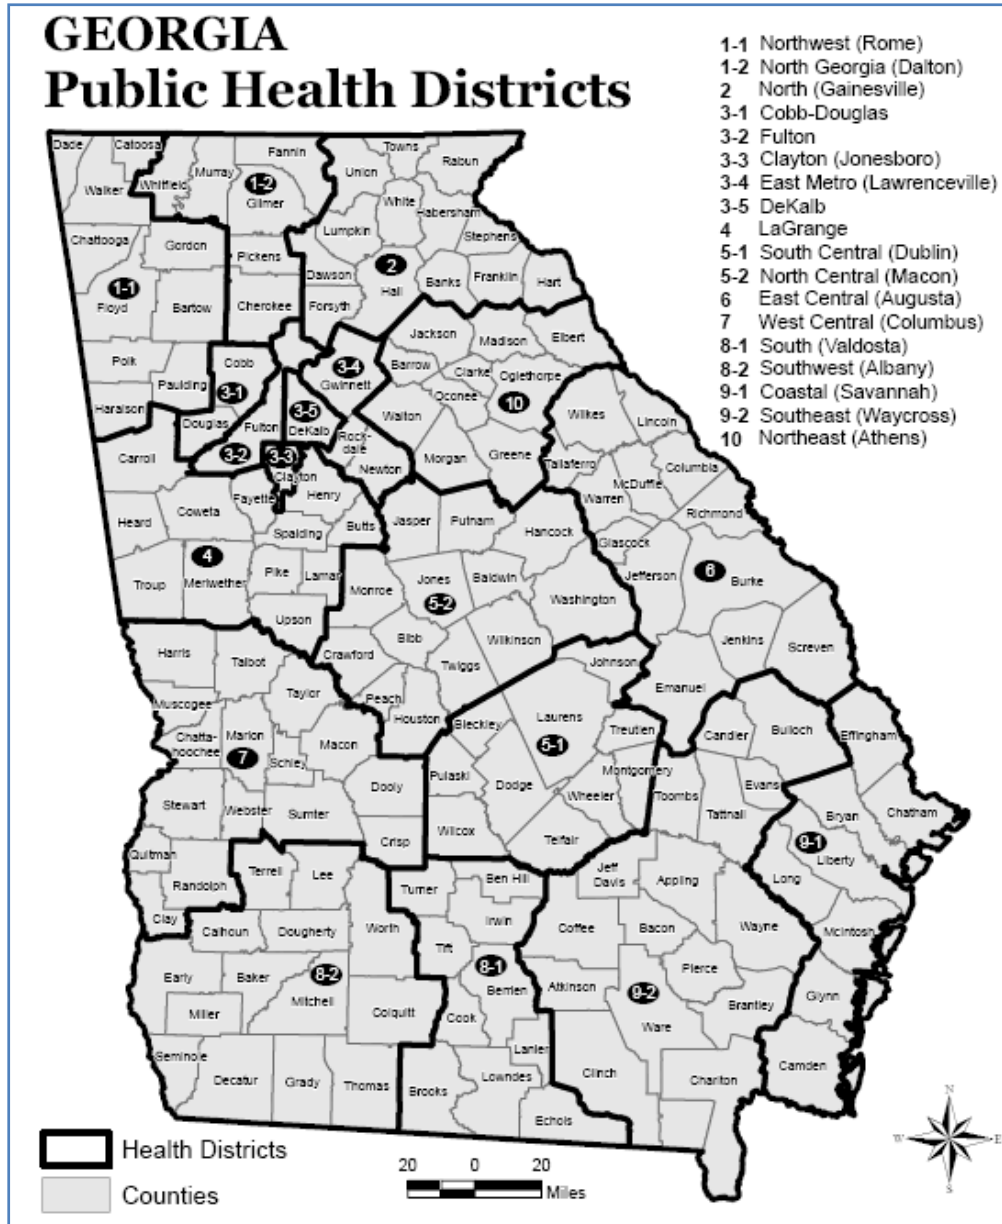 GEORGIA
Public Health Districts
1-1 Northwest (Rome)
1-2 North Georgia (Dalton)
2 North (Gainesville)
3-1 Cobb-Douglas
3-2 Fulton
3-3 Clayton (Jonesboro)
3-4 East Metro (Lawrenceville)
3-5 DeKalb
4 LaGrange
5-1 South Central (Dublin)
5-2 North Central (Macon)
6 East Central (Augusta)
7 West Central (Columbus)
8-1 South (Valdosta)
8-2 Southwest (Albany)
9-1 Coastal (Savannah)
9-2 Southeast (Waycross)
10 Northeast (Athens)
Dade
Catoosa
Fannin
Towns
Rabun
Walker
Whitfield
Murray
1-2
Gilmer
Union
White
Habersham
Stephens
Lumpkin
Chattooga
Gordon
Pickens
Dawson
2
Hall
Banks
Franklin
Hart
1-1
Floyd
Bartow
Cherokee
Forsyth
Jackson
Madison
Elbert
Polk
Paulding
Cobb
3-1
3-4
Gwinnett
Barrow
Clarke
Oglethorpe
Oconee
10
Haralson
Douglas
Fulton
3-5
DeKalb
Rock-
dale
Walton
Wilkes
Lincoln
Carroll
3-2
3-3
Clayton
Newton
Morgan
Greene
Taliaferro
Columbia
McDuffie
Warren
Richmond
Fayette
Henry
Heard
Coweta
Spalding
Butts
Jasper
Putnam
Hancock
Glascock
Jefferson
6
Burke
4
Troup
Meriwether
Pike
Lamar
Monroe
Jones
5-2
Baldwin
Washington
Upson
Bibb
Wilkinson
Jenkins
Screven
Harris
Talbot
Crawford
Twiggs
Johnson
Emanuel
Taylor
Peach
Houston
Bleckley
Laurens
5-1
Treutlen
Candler
Bulloch
Effingham
Muscogee
Chatta-
hoochee
Marion
7
Schley
Macon
Dooly
Pulaski
Dodge
Montgomery
Wheeler
Toombs
Evans
Tattnall
Bryan
Chatham
Stewart
Webster
Sumter
Crisp
Wilcox
Telfair
9-1
Liberty
Long
Quitman
Randolph
Terrell
Lee
Turner
Ben Hill
Jeff
Davis
Appling
Clay
Calhoun
Dougherty
Worth
Irwin
Coffee
Bacon
Wayne
McIntosh
Tift
8-1
Berrien
Early
Baker
8-2
Mitchell
Atkinson
9-2
Pierce
Brantley
Glynn
Miller
Colquitt
Cook
Lanier
Ware
Seminole
Decatur
Grady
Thomas
Brooks
Lowndes
Clinch
Charlton
Camden
Echols
Health Districts
Counties
20 0 20
Miles
N
W
E
S